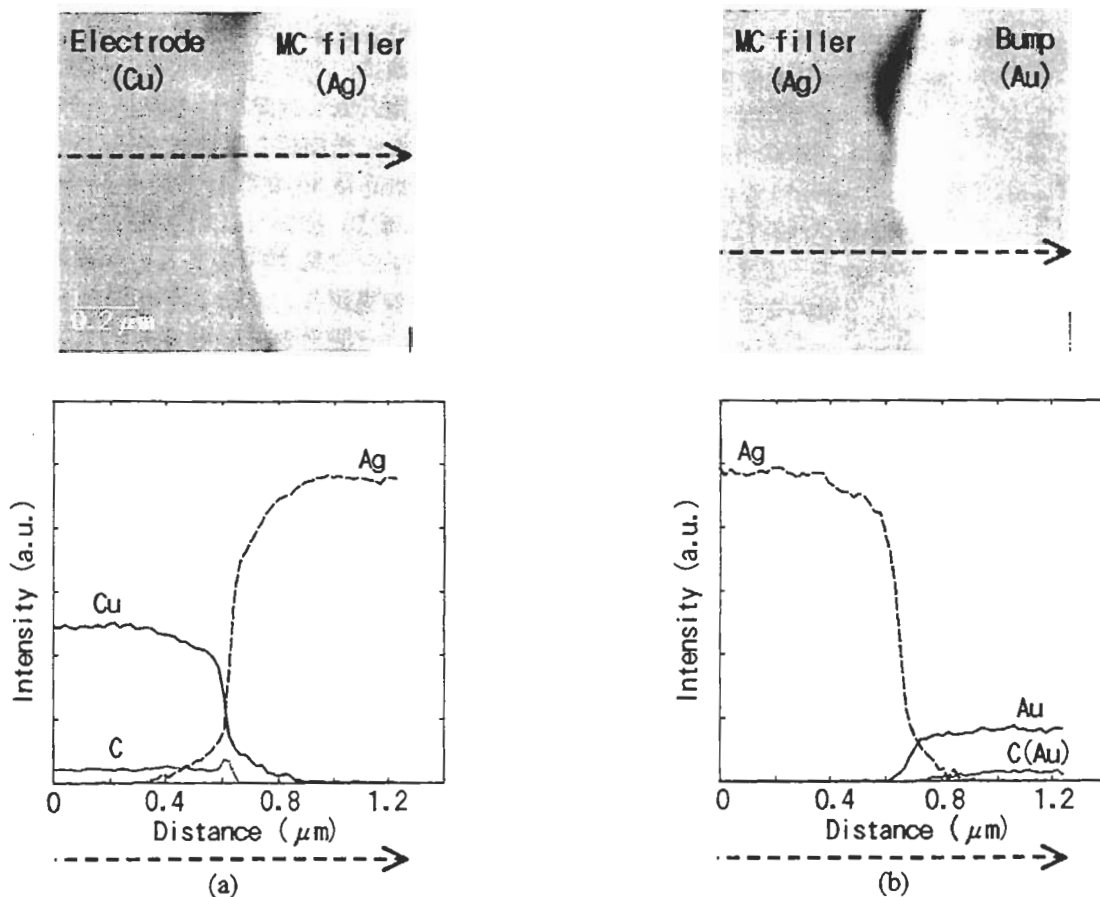 Electrode
(Cu)
MC filler
(Ag)
0.2 μm
MC filler
(Ag)
Bump
(Au)
Intensity (a.u.)
Ag
Cu
C
0 0.4 0.8 1.2
Distance (μm)
(a)
Intensity (a.u.)
Ag
Au
C(Au)
0 0.4 0.8 1.2
Distance (μm)
(b)